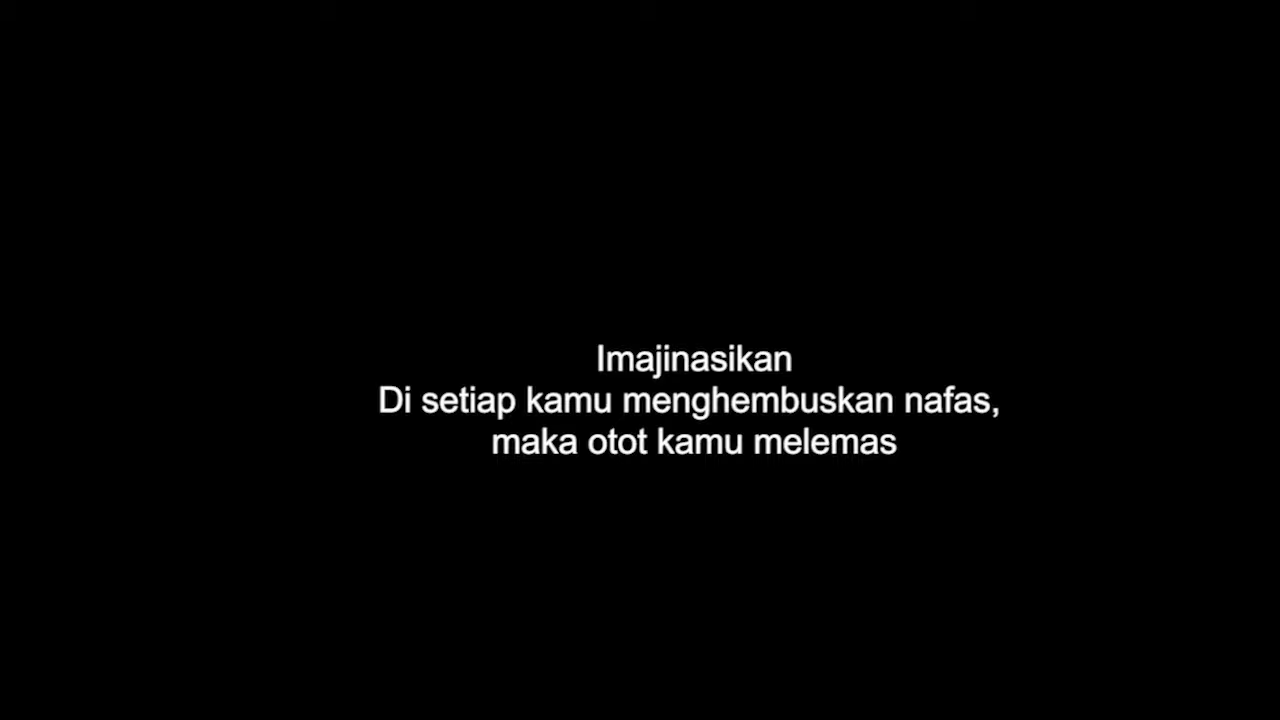 Imajinasikan
Di setiap kamu menghembuskan nafas,
maka otot kamu melemas